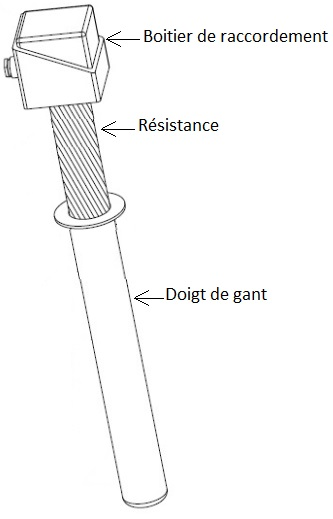 Boitier de raccordement
Résistance
Doigt de gant